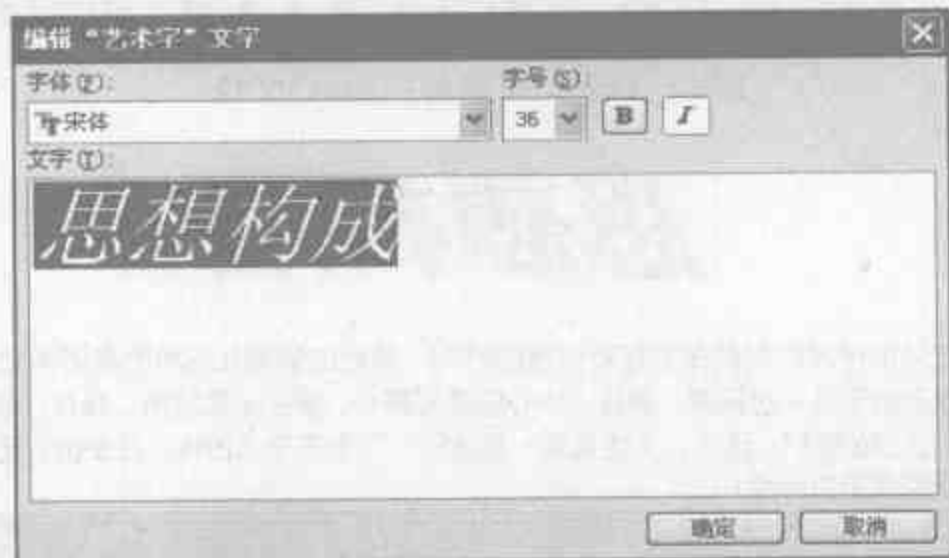 编辑“艺术字”文字
字体(F): 字号(S):
宋体 36 B I
文字(T):
思想构成
确定 取消